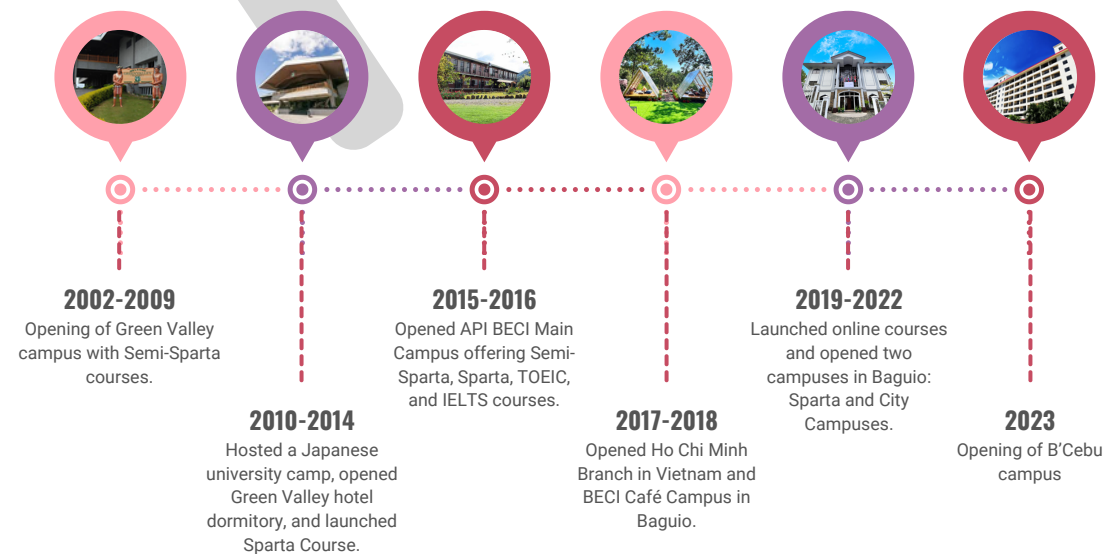 2002-2009
Opening of Green Valley
campus with Semi-Sparta
courses.
2010-2014
Hosted a Japanese
university camp, opened
Green Valley hotel
dormitory, and launched
Sparta Course.
2015-2016
Opened API BECI Main
Campus offering Semi-
Sparta, Sparta, TOEIC,
and IELTS courses.
2017-2018
Opened Ho Chi Minh
Branch in Vietnam and
BECI Café Campus in
Baguio.
2019-2022
Launched online courses
and opened two
campuses in Baguio:
Sparta and City
Campuses.
2023
Opening of B’Cebu
campus